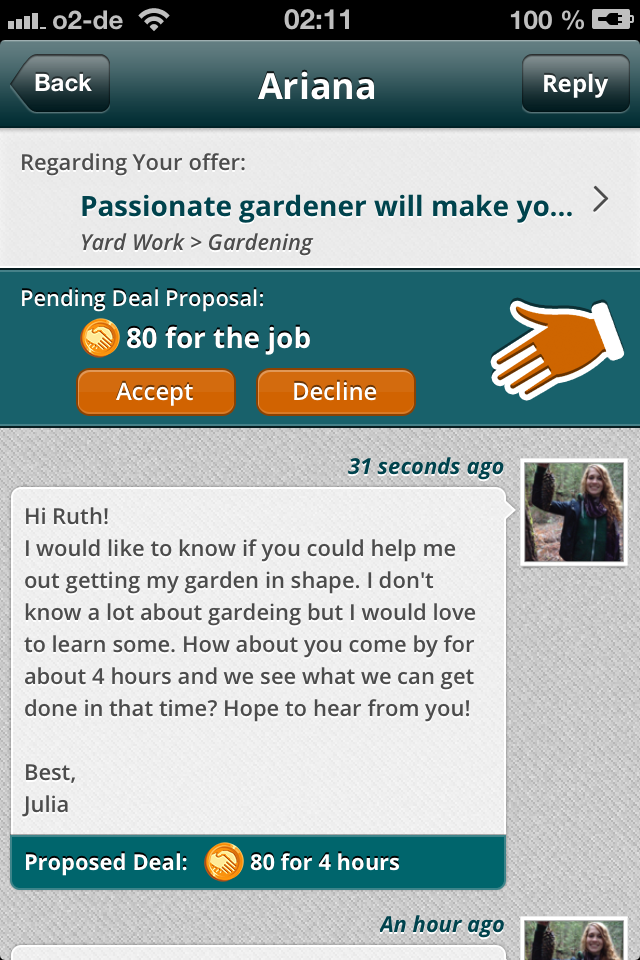 o2-de 02:11 100 %
Back Ariana Reply
Regarding Your offer:
Passionate gardener will make yo...
Yard Work > Gardening
Pending Deal Proposal:
80 for the job
Accept Decline
31 seconds ago
Hi Ruth!
I would like to know if you could help me
out getting my garden in shape. I don't
know a lot about gardeing but I would love
to learn some. How about you come by for
about 4 hours and we see what we can get
done in that time? Hope to hear from you!
Best,
Julia
Proposed Deal: 80 for 4 hours
An hour ago